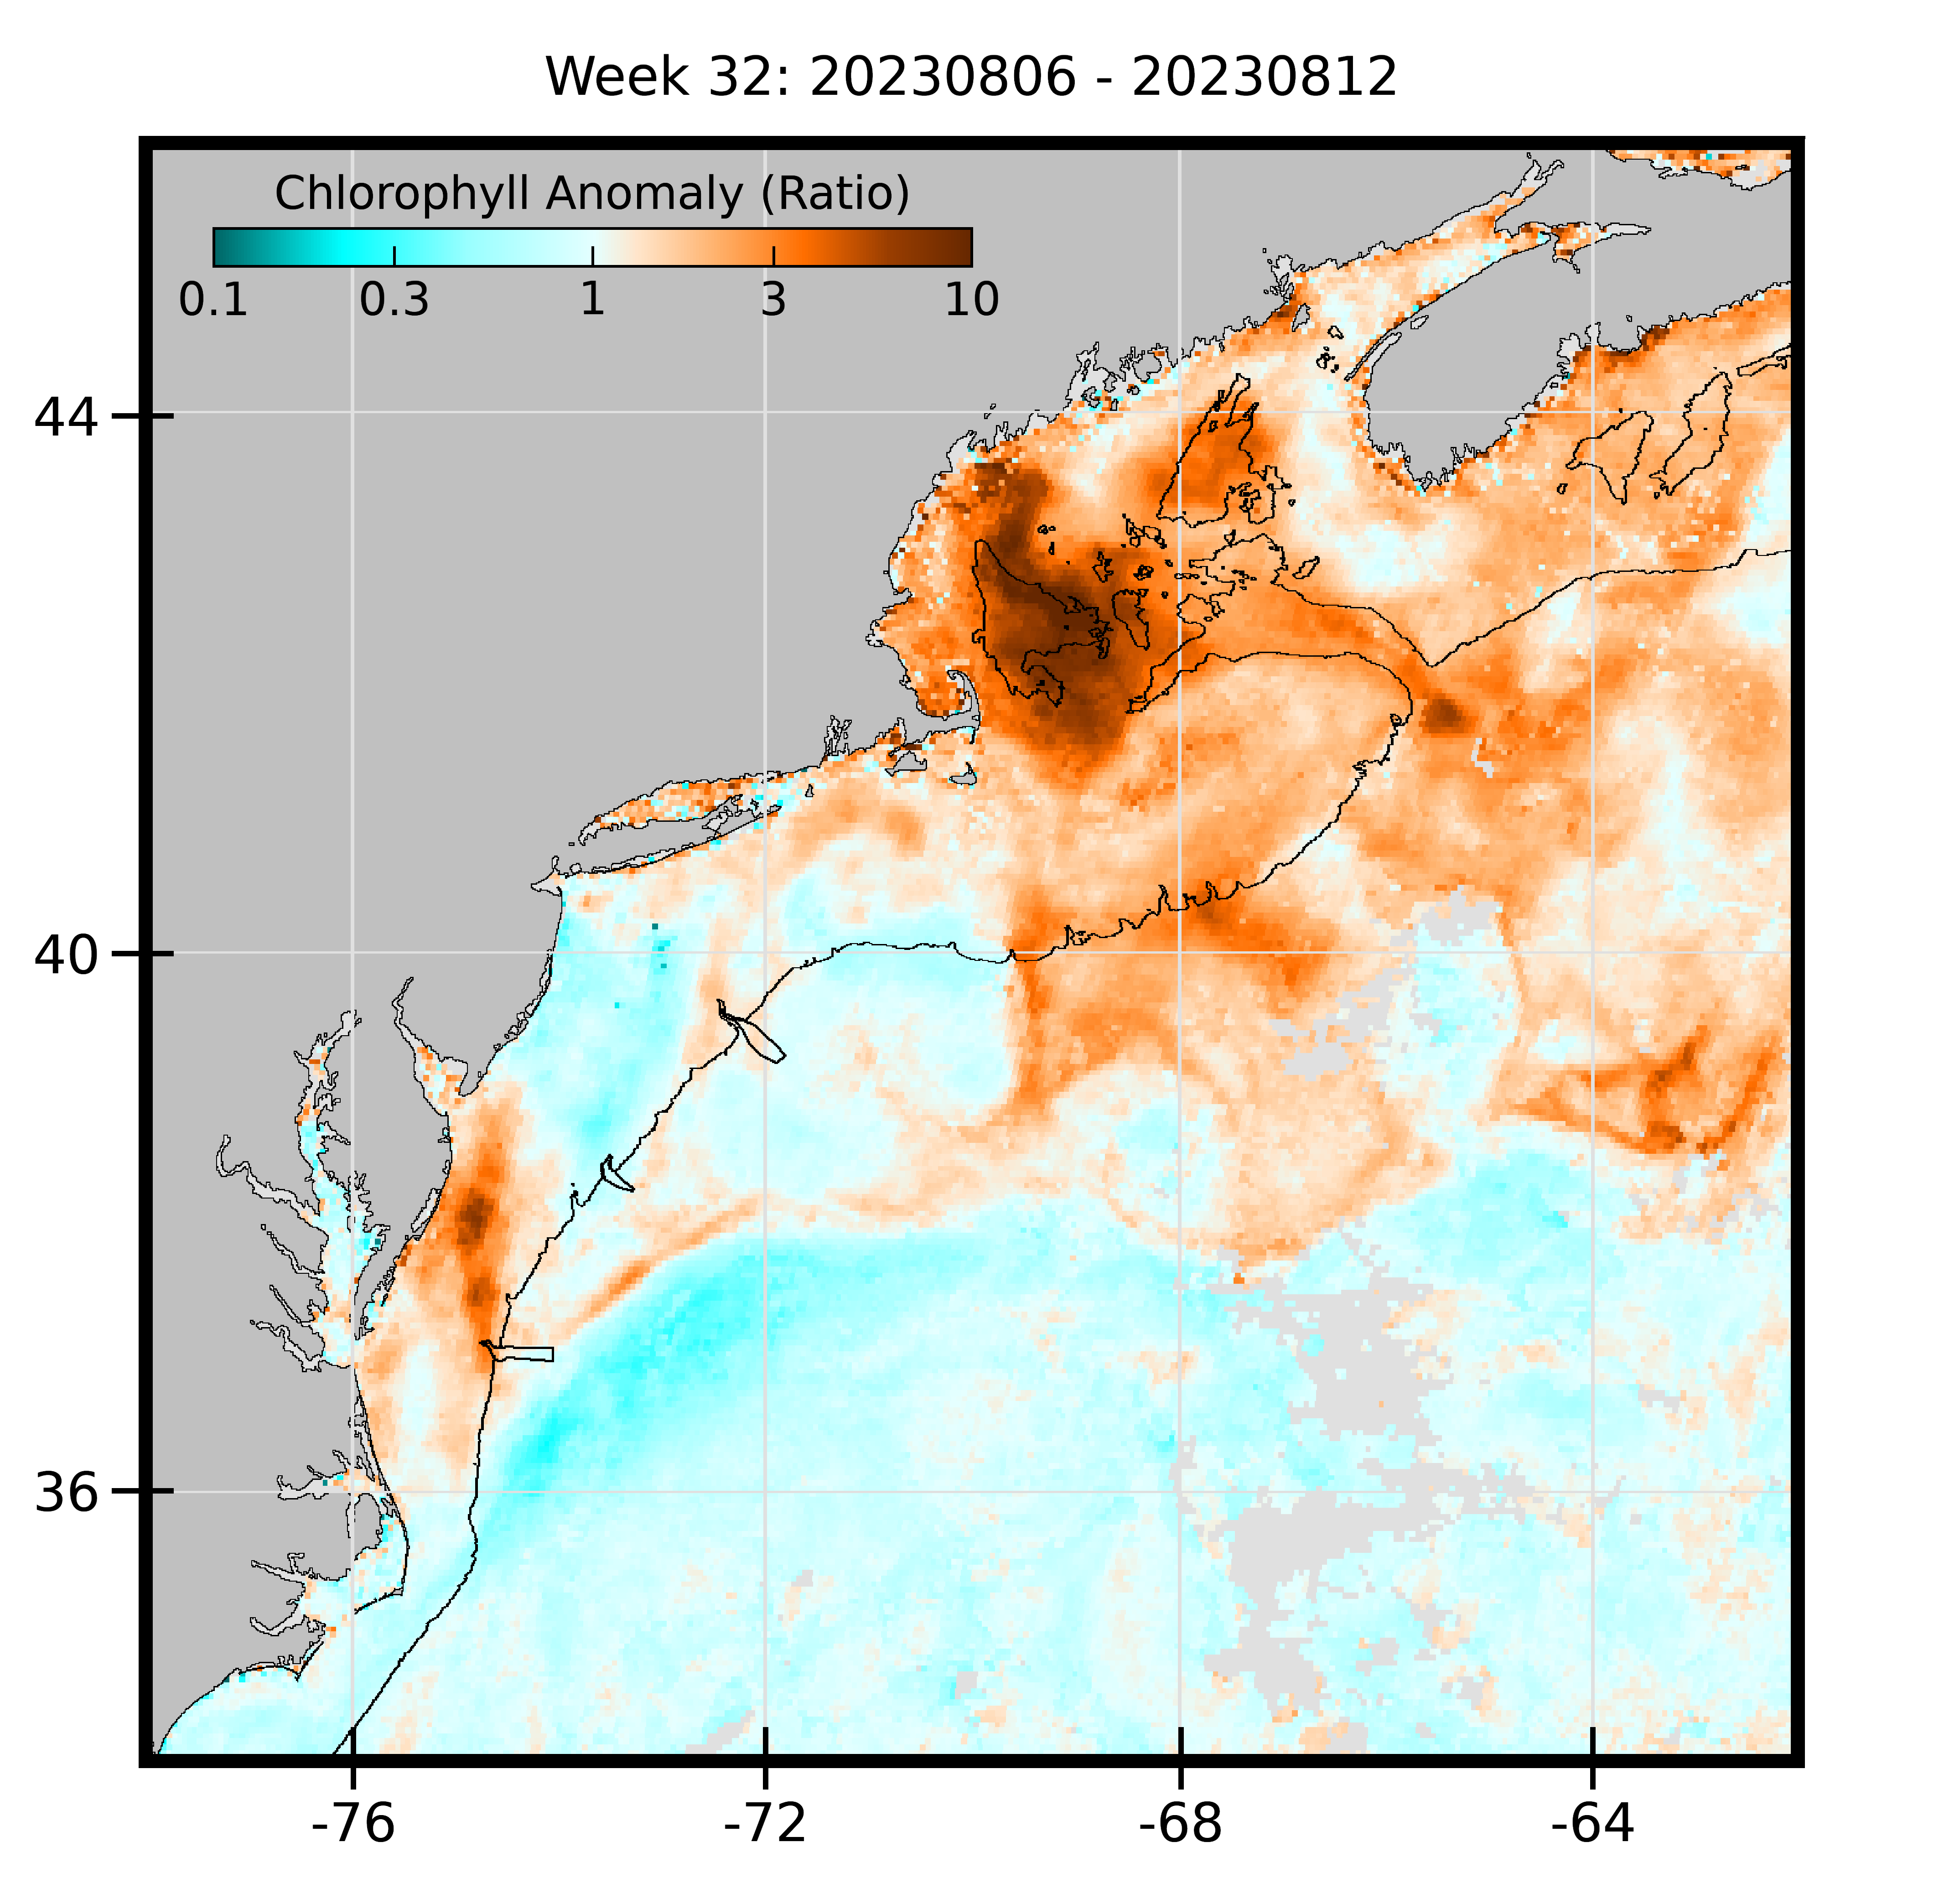 Week 32: 20230806 - 20230812
Chlorophyll Anomaly (Ratio)
0.1 0.3 1 3 10
44
40
36
-76 -72 -68 -64